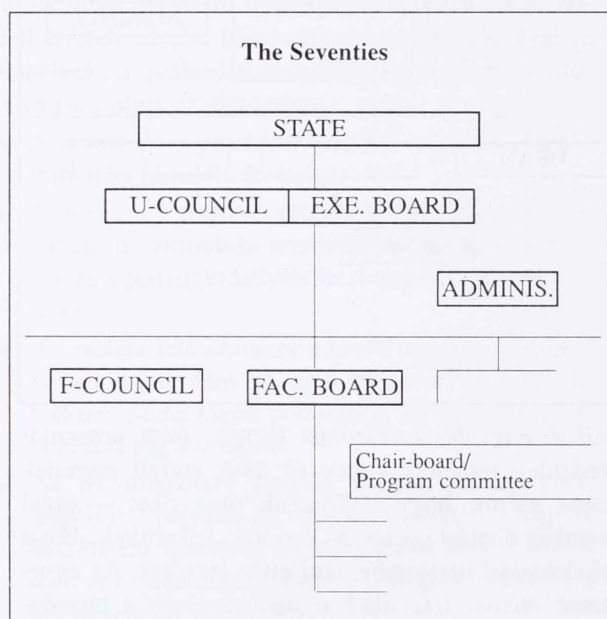 The Seventies
STATE
U-COUNCIL EXE. BOARD
ADMINIS.
F-COUNCIL FAC. BOARD
Chair-board/
Program committee